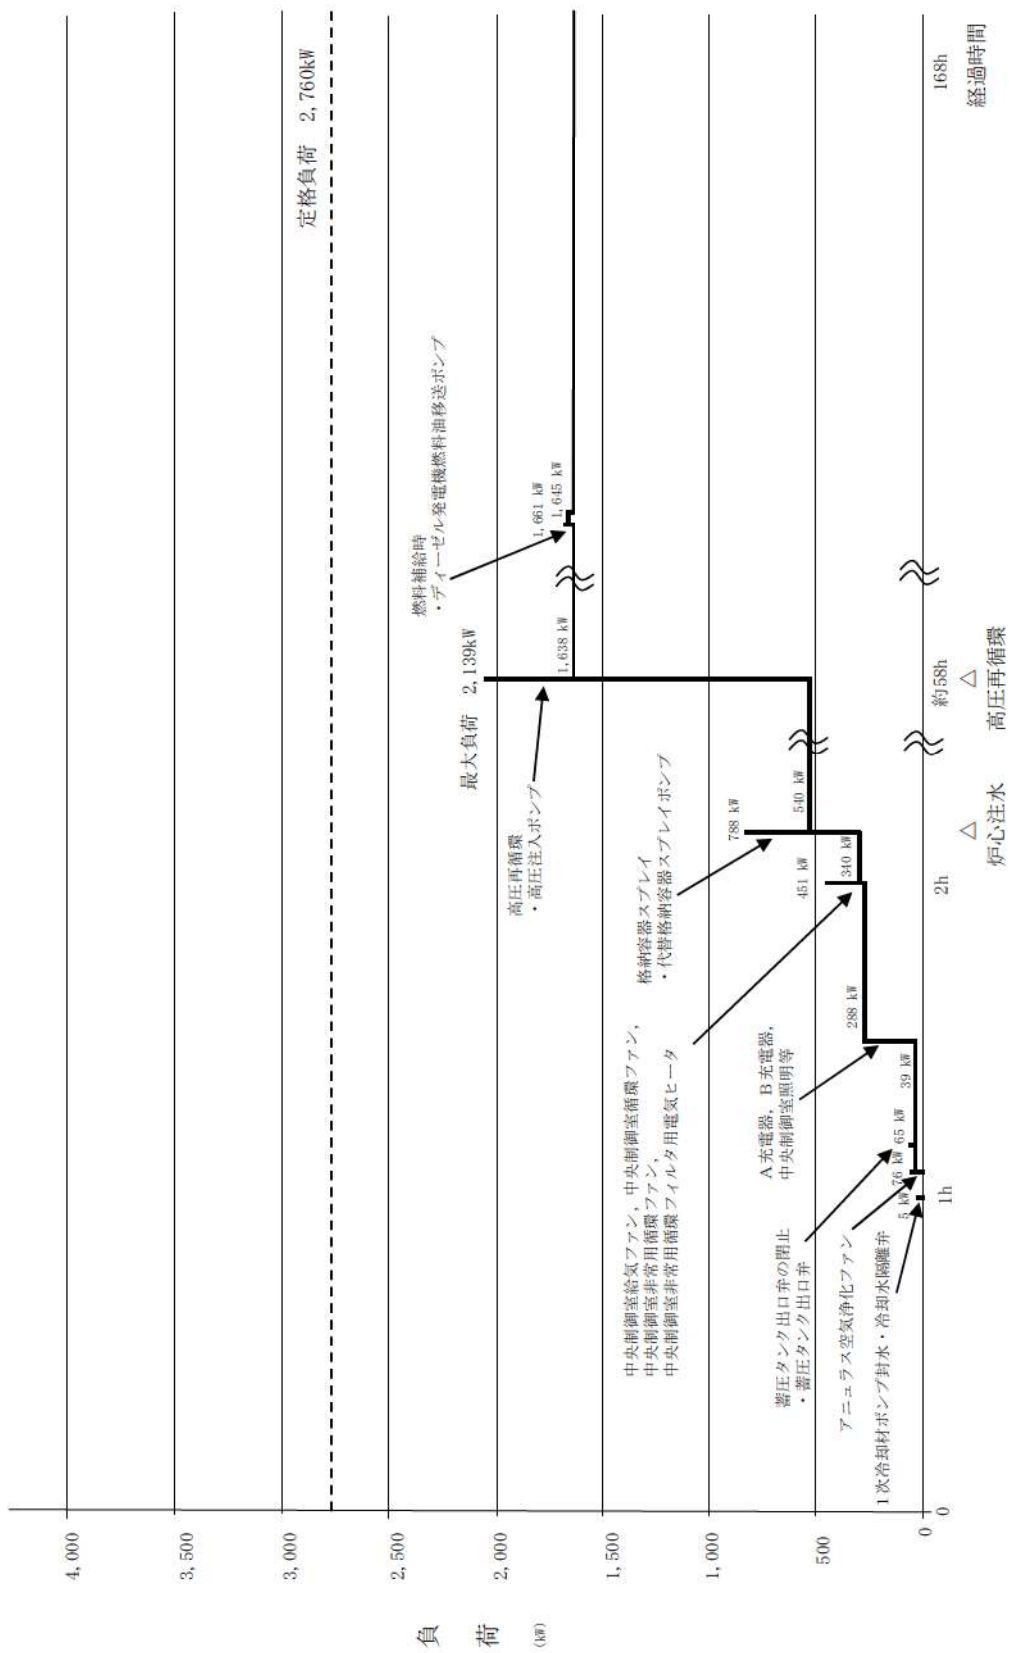 負
荷
(kW)
4,000
3,500
3,000
2,500
2,000
1,500
1,000
500
0
定格負荷 2,760kW
最大負荷 2,139kW
燃料補給時
・ディーゼル発電機燃料油移送ポンプ
1,661 kW
1,645 kW
1,638 kW
高圧再循環
・高圧注入ポンプ
格納容器スプレイ
・代替格納容器スプレイポンプ
788 kW
540 kW
中央制御室給気ファン，中央制御室循環ファン，
中央制御室非常用循環ファン，
中央制御室非常用循環フィルタ用電気ヒータ
451 kW
340 kW
A充電器，B充電器，
中央制御室照明等
288 kW
蓄圧タンク出口弁の閉止
・蓄圧タンク出口弁
アニュラス空気浄化ファン
1次冷却材ポンプ封水・冷却水隔離弁
5 kW
76 kW
65 kW
39 kW
0
1h
2h
約58h
168h
炉心注水
高圧再循環
経過時間